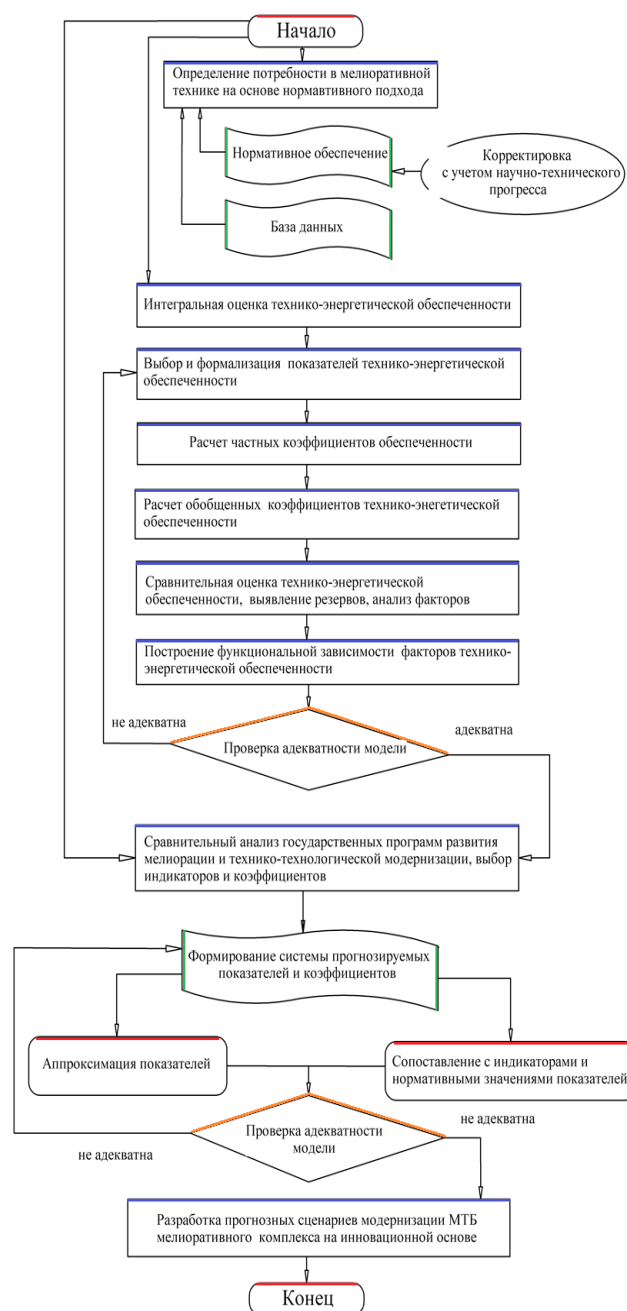 Начало
Определение потребности в мелиоративной
технике на основе нормавтивного подхода
Нормативное обеспечение
Корректировка
с учетом научно-технического
прогресса
База данных
Интегральная оценка технико-энергетической обеспеченности
Выбор и формализация показателей технико-энергетической
обеспеченности
Расчет частных коэффициентов обеспеченности
Расчет обобщенных коэффициентов технико-энегетической
обеспеченности
Сравнительная оценка технико-энергетической
обеспеченности, выявление резервов, анализ факторов
Построение функциональной зависимости факторов технико-
энергетической обеспеченности
не адекватна
адекватна
Проверка адекватности модели
Сравнительный анализ государственных программ развития
мелиорации и технико-технологической модернизации, выбор
индикаторов и коэффициентов
Формирование системы прогнозируемых
показателей и коэффициентов
Аппроксимация показателей
Сопоставление с индикаторами и
нормативными значениями показателей
не адекватна
Проверка адекватности
модели
не адекватна
Разработка прогнозных сценариев модернизации МТБ
мелиоративного комплекса на инновационной основе
Конец